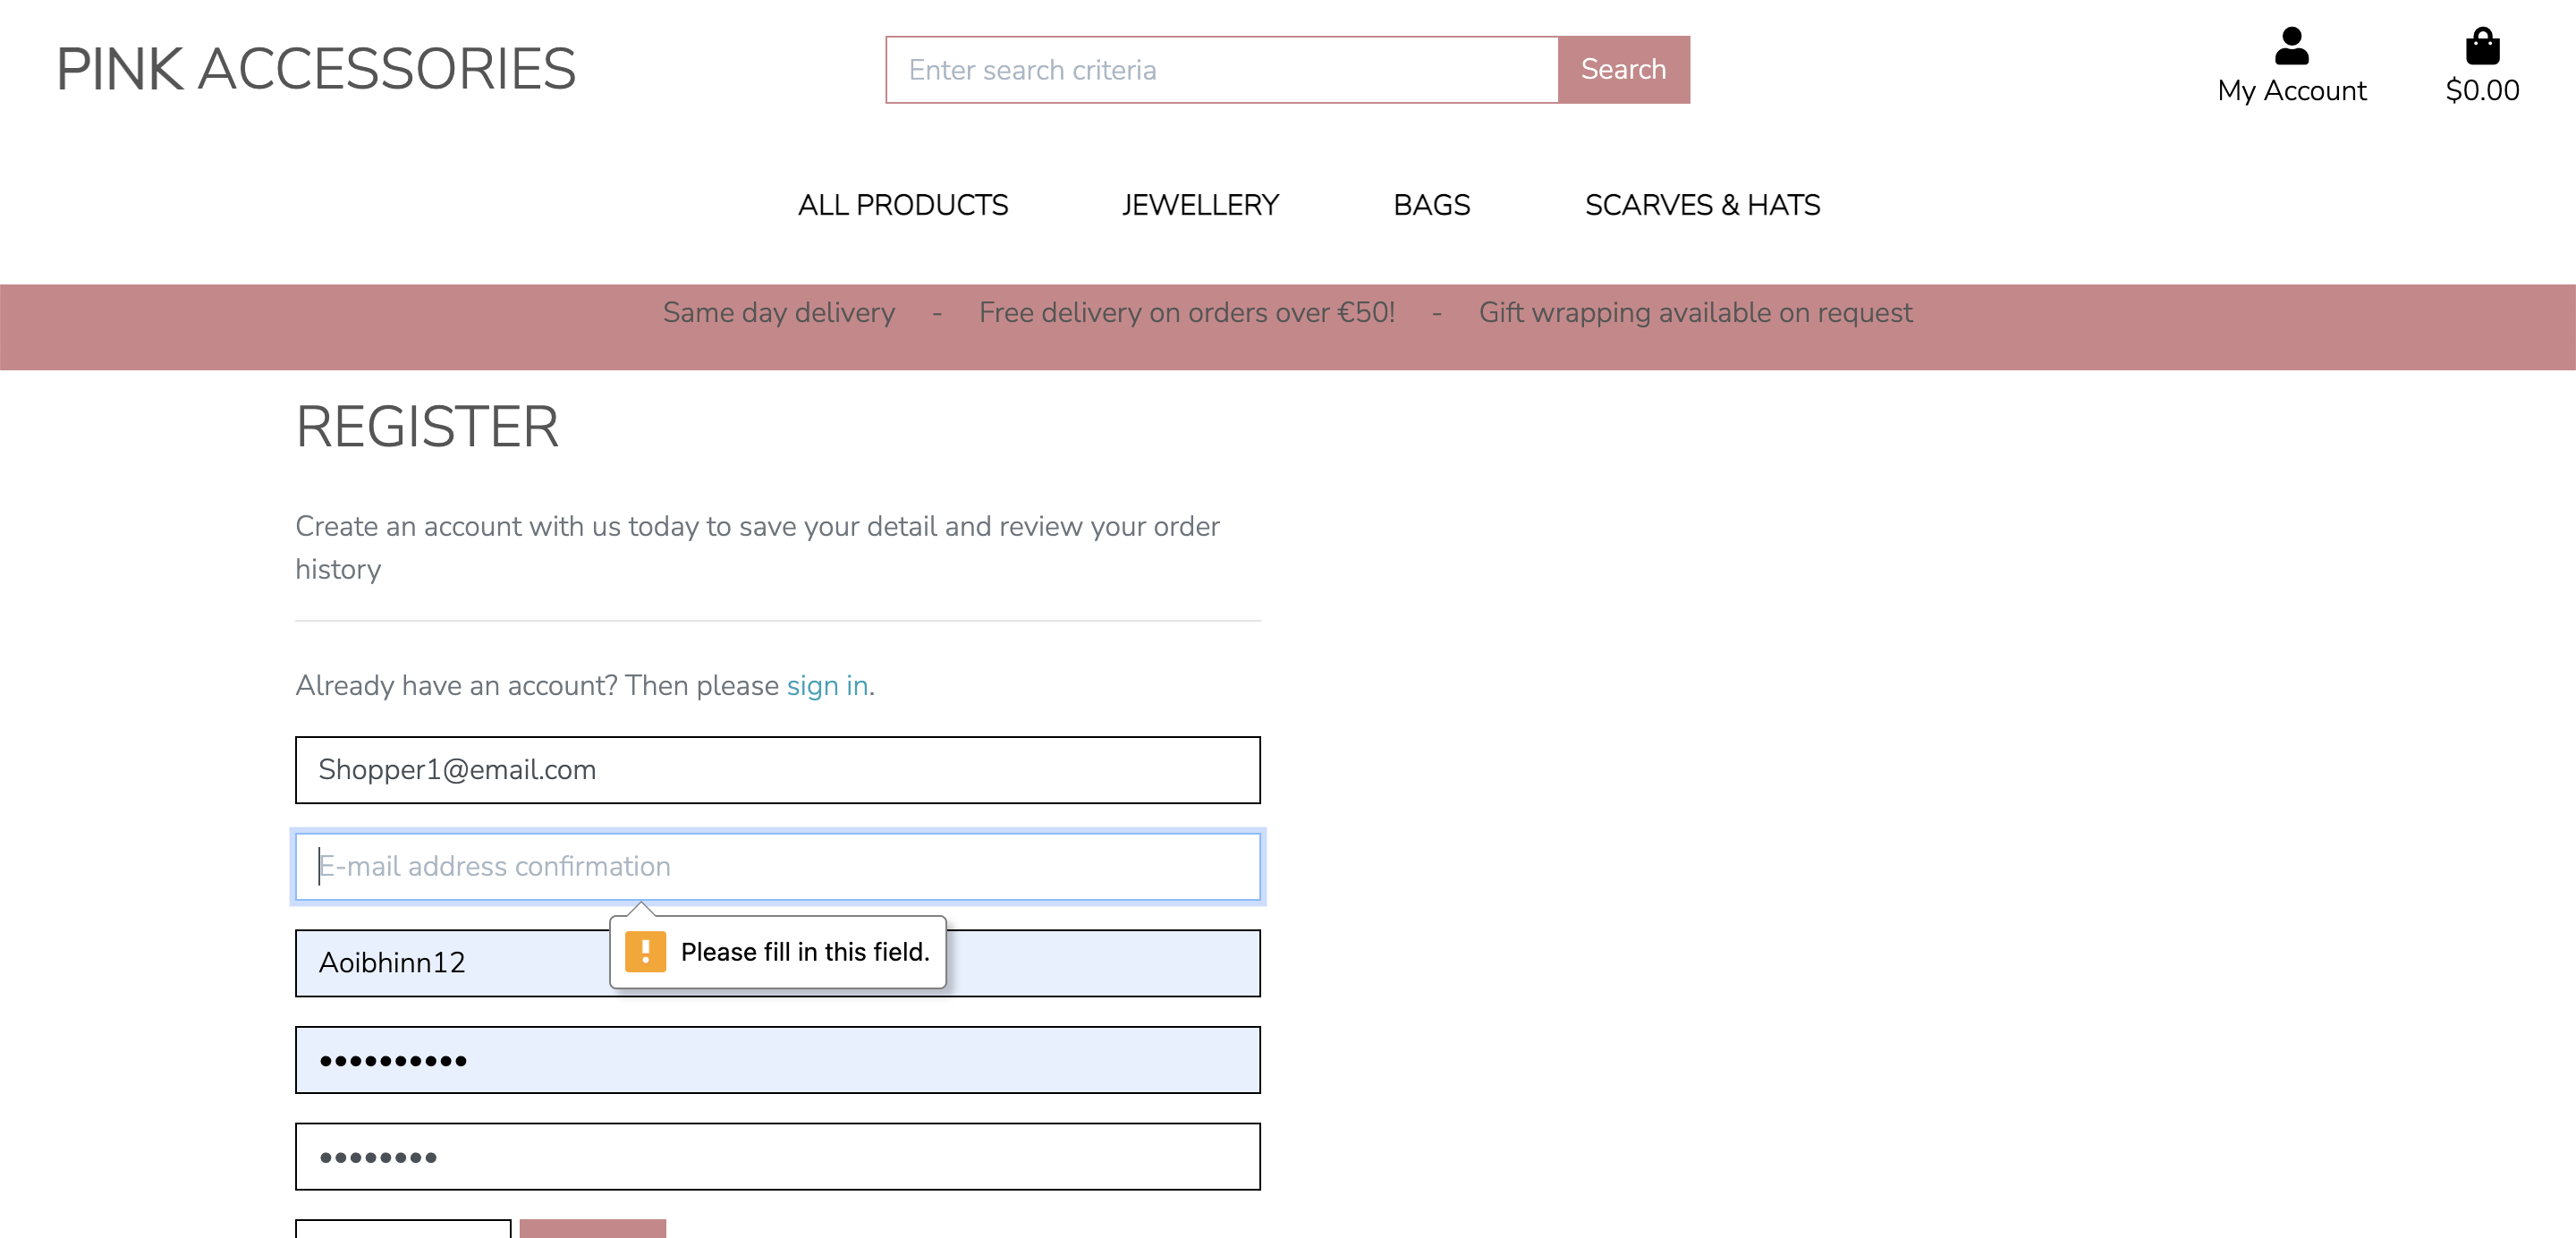 PINK ACCESSORIES
Enter search criteria
Search
My Account
$0.00
ALL PRODUCTS
JEWELLERY
BAGS
SCARVES & HATS
Same day delivery - Free delivery on orders over €50! - Gift wrapping available on request
REGISTER
Create an account with us today to save your detail and review your order
history
Already have an account? Then please sign in.
Shopper1@email.com
E-mail address confirmation
Please fill in this field.
Aoibhinn12
••••••••••
••••••••